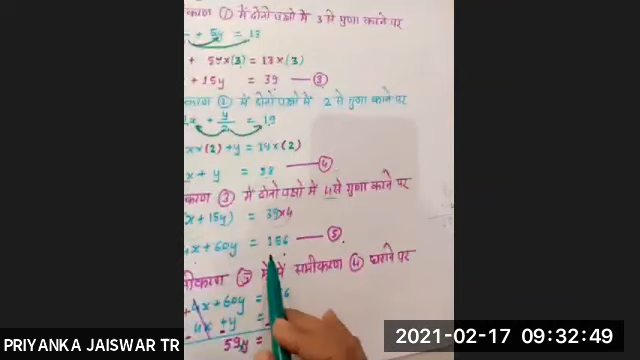 करण ① में दोनो पक्षो में 3 से गुणा करने पर
+ 5y = 13
+ 5y×(3) = 13×(3)
+ 15y = 39 — ③
करण ② में दोनो पक्षो में 2 से गुणा करने पर
2x + y/2 = 19
x×(2) + y = 19×(2)
x + y = 38 — ④
करण ③ में दोनो पक्षो में 4 से गुणा करने पर
x + 15y) = 39×4
x + 60y = 156 — ⑤
समीकरण ⑤ में से समीकरण ④ घटाने पर
4x + 60y =
4x + y =
59y =
PRIYANKA JAISWAR TR
2021-02-17 09:32:49